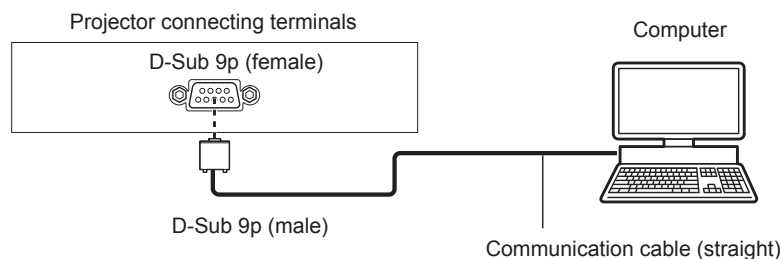 Projector connecting terminals
Computer
D-Sub 9p (female)
D-Sub 9p (male)
Communication cable (straight)